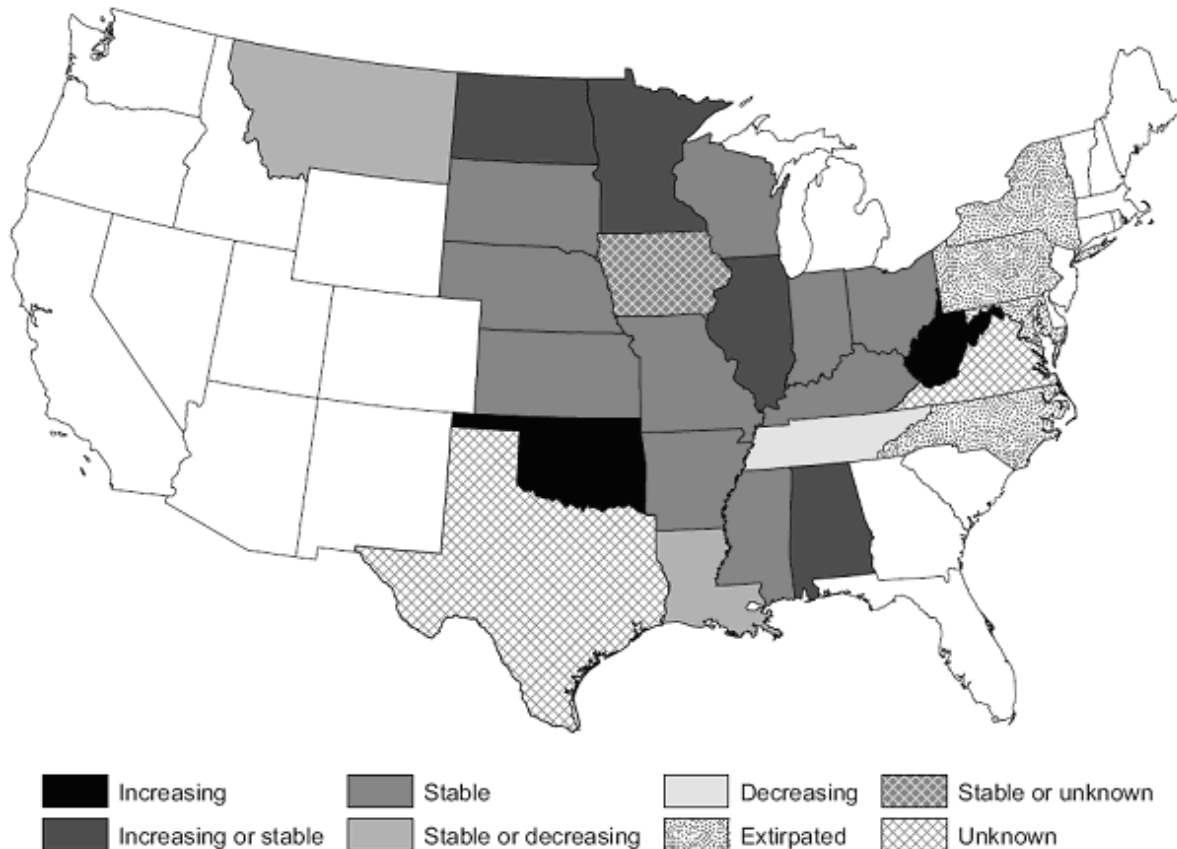 Increasing
Stable
Decreasing
Stable or unknown
Increasing or stable
Stable or decreasing
Extirpated
Unknown